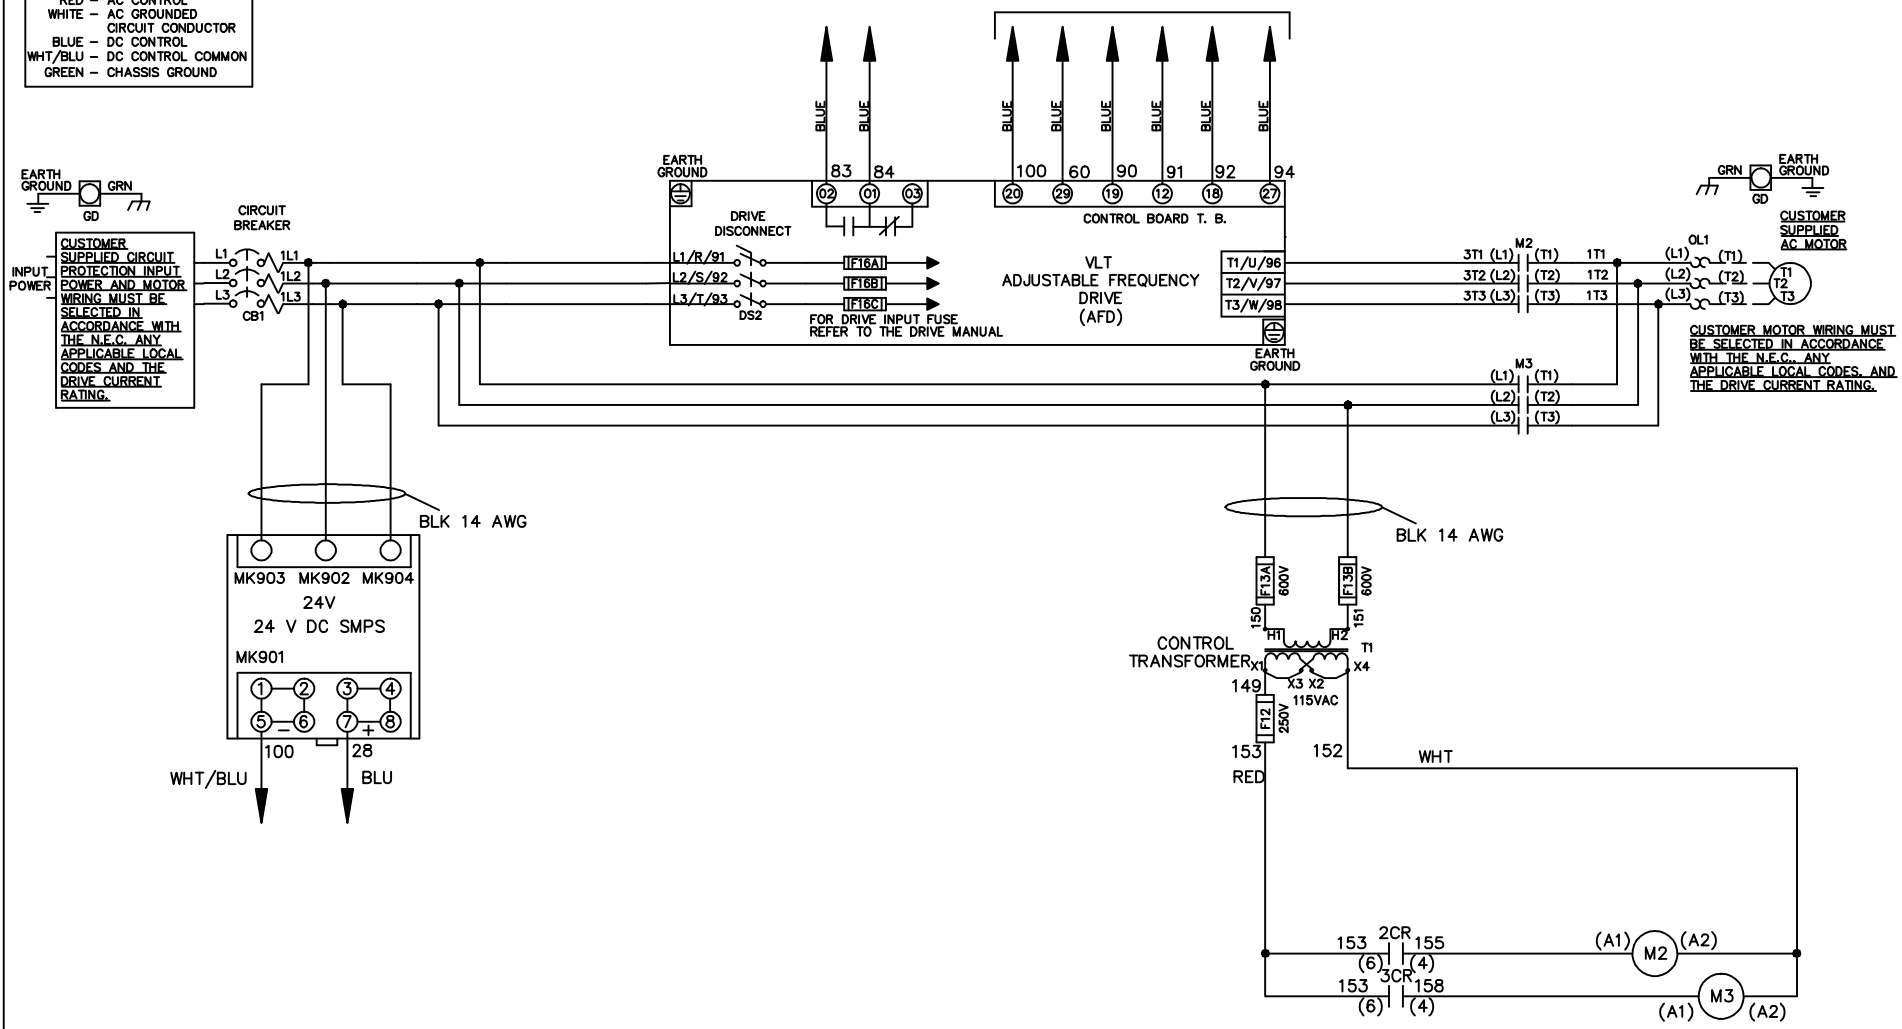 RED – AC CONTROL
WHITE – AC GROUNDED
CIRCUIT CONDUCTOR
BLUE – DC CONTROL
WHT/BLU – DC CONTROL COMMON
GREEN – CHASSIS GROUND
BLUE
BLUE
BLUE
BLUE
BLUE
BLUE
BLUE
BLUE
83
84
100
60
90
91
92
94
EARTH
GROUND
02
01
03
20
29
19
12
18
27
CONTROL BOARD T. B.
EARTH
GROUND
GRN
GD
CIRCUIT
BREAKER
DRIVE
DISCONNECT
GRN
EARTH
GROUND
GD
CUSTOMER
SUPPLIED
AC MOTOR
INPUT
POWER
CUSTOMER
SUPPLIED CIRCUIT
PROTECTION INPUT
POWER AND MOTOR
WIRING MUST BE
SELECTED IN
ACCORDANCE WITH
THE N.E.C. ANY
APPLICABLE LOCAL
CODES AND THE
DRIVE CURRENT
RATING.
L1
1L1
L2
1L2
L3
1L3
CB1
L1/R/91
L2/S/92
L3/T/93
DS2
F16A
F16B
F16C
FOR DRIVE INPUT FUSE
REFER TO THE DRIVE MANUAL
VLT
ADJUSTABLE FREQUENCY
DRIVE
(AFD)
T1/U/96
T2/V/97
T3/W/98
EARTH
GROUND
M2
3T1 (L1) (T1) 1T1
3T2 (L2) (T2) 1T2
3T3 (L3) (T3) 1T3
OL1
(L1) (T1)
(L2) (T2)
(L3) (T3)
T1
T2
T3
CUSTOMER MOTOR WIRING MUST
BE SELECTED IN ACCORDANCE
WITH THE N.E.C., ANY
APPLICABLE LOCAL CODES, AND
THE DRIVE CURRENT RATING.
M3
(L1) (T1)
(L2) (T2)
(L3) (T3)
BLK 14 AWG
BLK 14 AWG
MK903 MK902 MK904
24V
24 V DC SMPS
MK901
1 2 3 4
5 6 7 8
– +
100
28
WHT/BLU
BLU
F13A
600V
F13B
600V
150
151
H1
H2
T1
CONTROL
TRANSFORMER
X1
X4
X3 X2
115VAC
149
F12
250V
153
152
RED
WHT
2CR
153 155
(6) (4)
(A1) M2 (A2)
3CR
153 158
(6) (4)
(A1) M3 (A2)